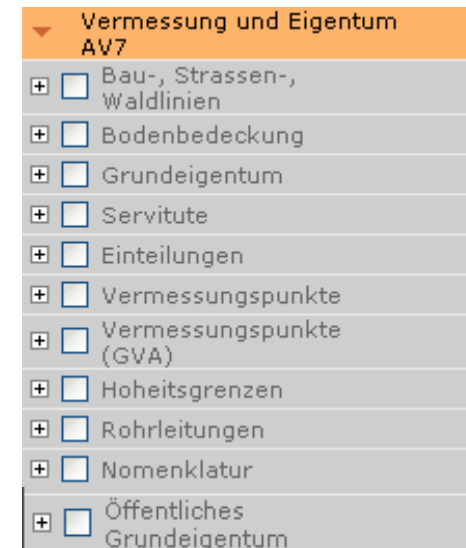 Vermessung und Eigentum
AV7
Bau-, Strassen-,
Waldlinien
Bodenbedeckung
Grundeigentum
Servitute
Einteilungen
Vermessungspunkte
Vermessungspunkte
(GVA)
Hoheitsgrenzen
Rohrleitungen
Nomenklatur
Öffentliches
Grundeigentum